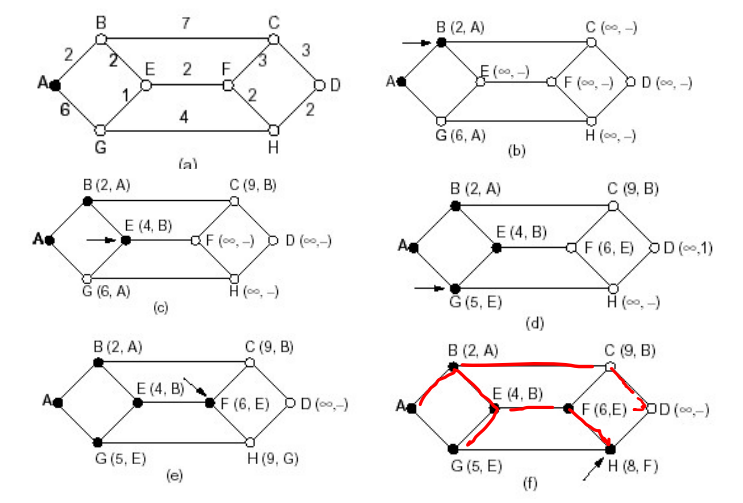 B 7 C
2 2 3 3
A E 2 F D
6 1 2 2
4
G H
(a)
B (2, A) C (∞, –)
A E (∞, –) F (∞, –) D (∞, –)
G (6, A) H (∞, –)
(b)
B (2, A) C (9, B)
A E (4, B) F (∞, –) D (∞,–)
G (6, A) H (∞, –)
(c)
B (2, A) C (9, B)
A E (4, B) F (6, E) D (∞,1)
G (5, E) H (∞, –)
(d)
B (2, A) C (9, B)
A E (4, B) F (6, E) D (∞,–)
G (5, E) H (9, G)
(e)
B (2, A) C (9, B)
A E (4, B) F (6,E) D (∞,–)
G (5, E) H (8, F)
(f)